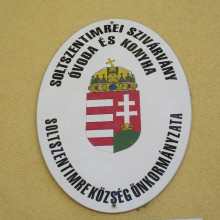 SOLTSZENTIMREI SZIVÁRVÁNY
ÓVODA ÉS KONYHA
SOLTSZENTIMRE KÖZSÉG ÖNKORMÁNYZATA